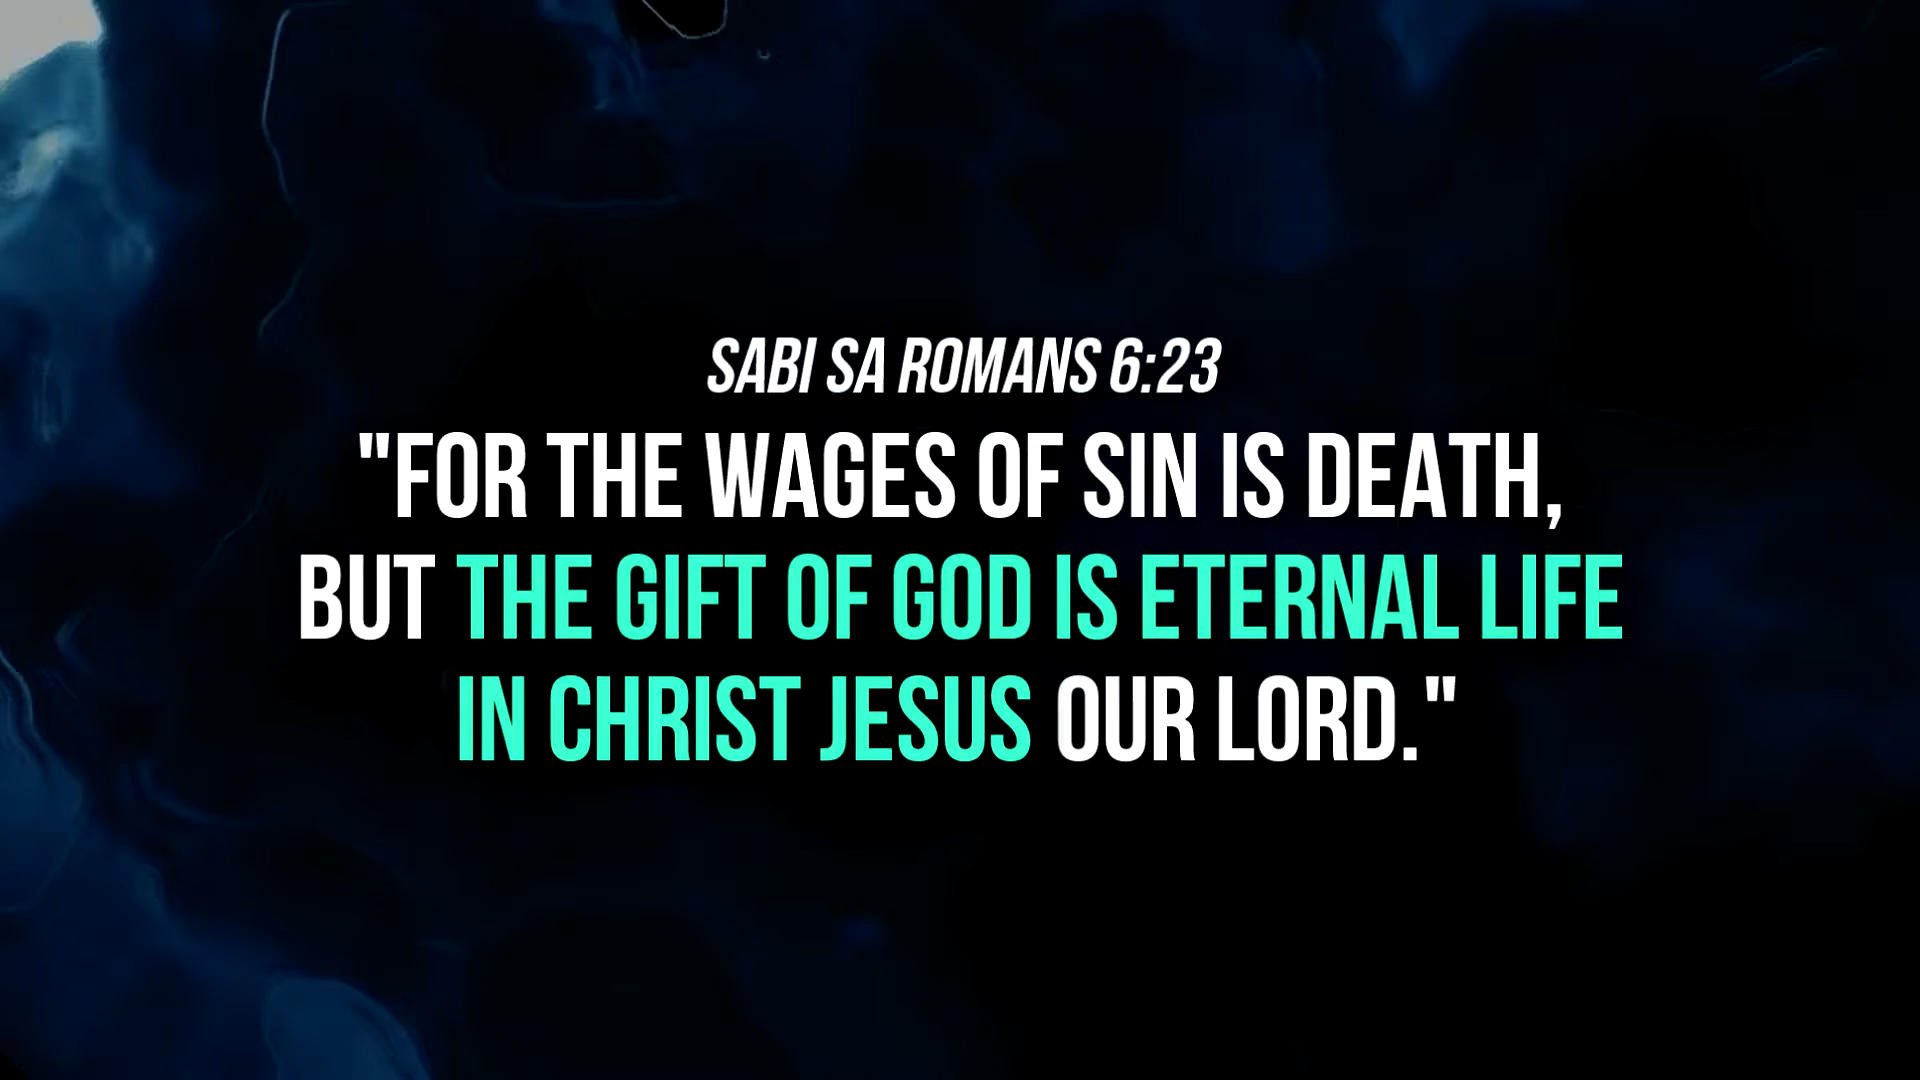 SABI SA ROMANS 6:23
"FOR THE WAGES OF SIN IS DEATH,
BUT THE GIFT OF GOD IS ETERNAL LIFE
IN CHRIST JESUS OUR LORD."